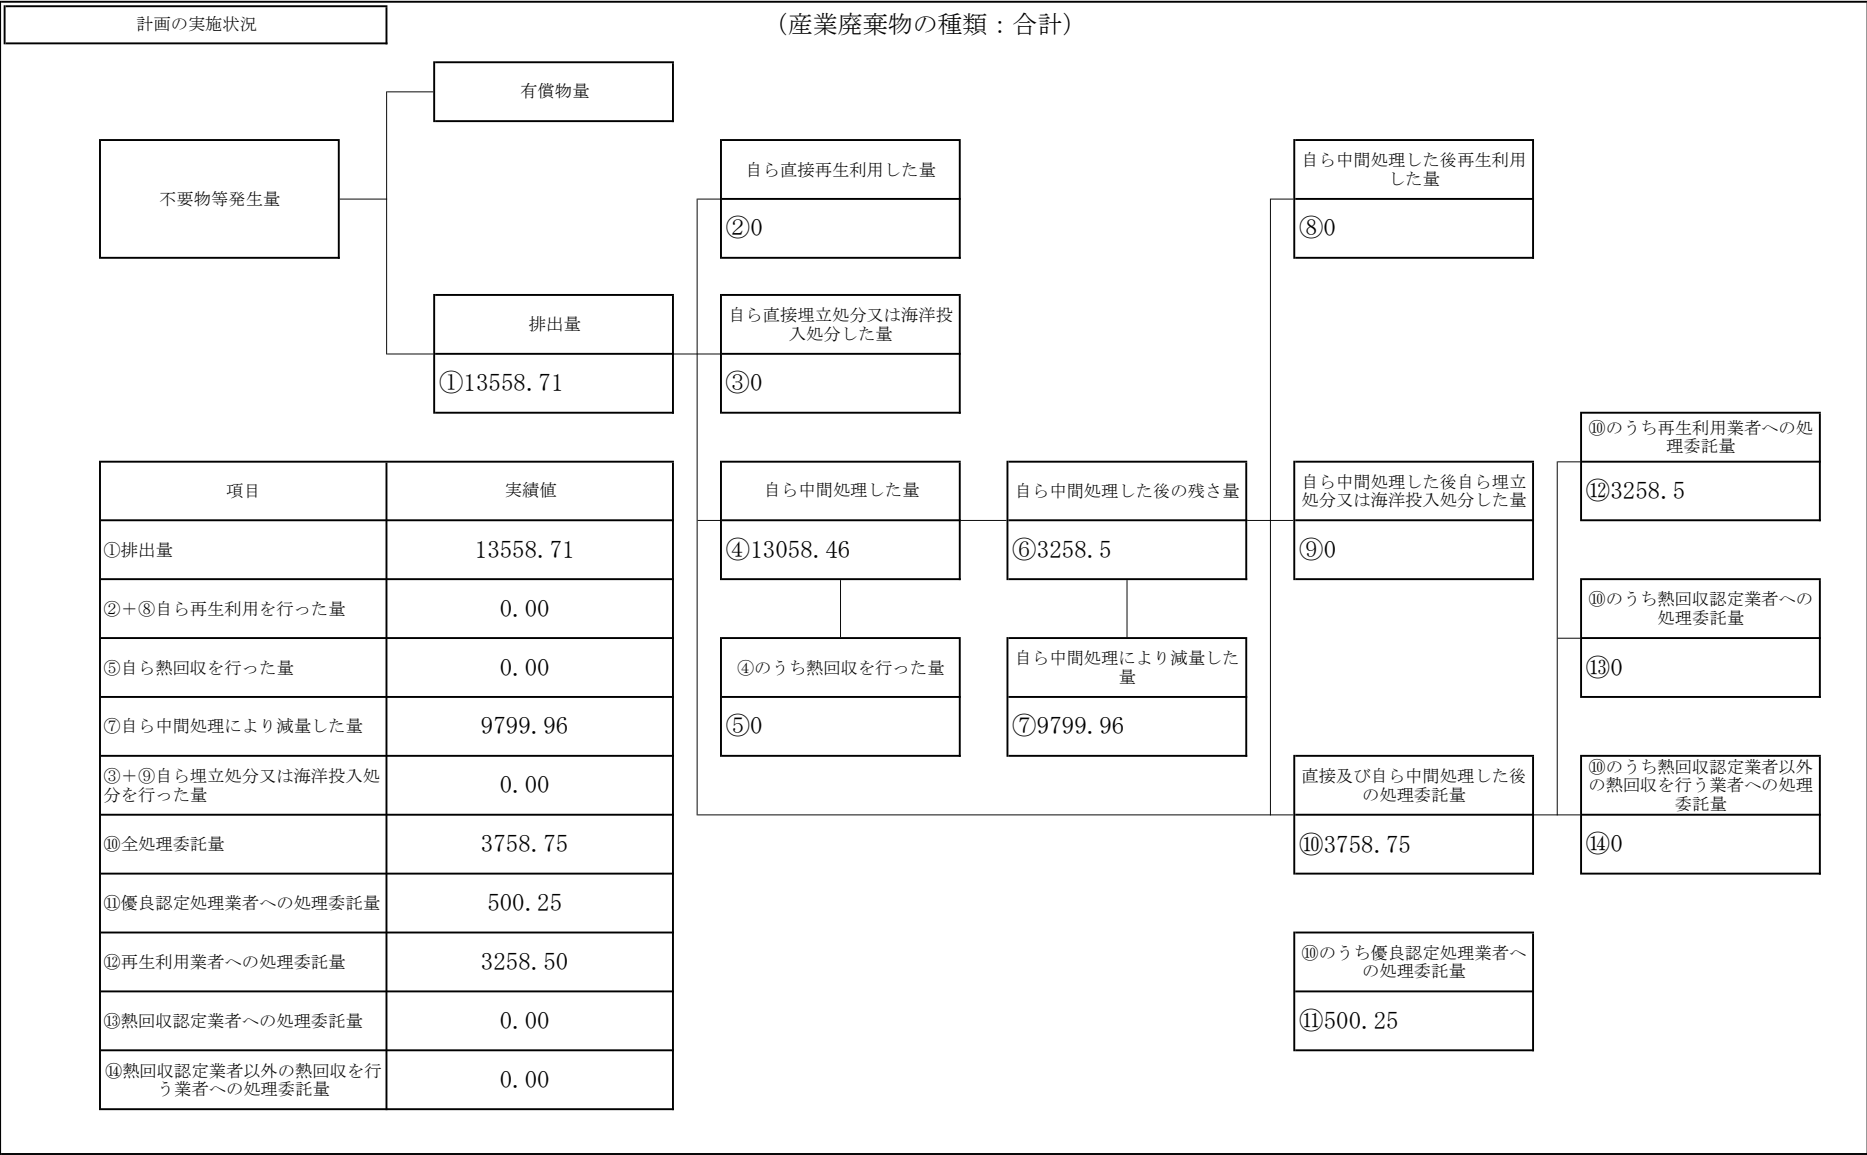 計画の実施状況
（産業廃棄物の種類：合計）
有償物量
不要物等発生量
自ら直接再生利用した量
②0
自ら中間処理した後再生利用
した量
⑧0
排出量
①13558.71
自ら直接埋立処分又は海洋投
入処分した量
③0
⑩のうち再生利用業者への処
理委託量
⑫3258.5
自ら中間処理した量
④13058.46
自ら中間処理した後の残さ量
⑥3258.5
自ら中間処理した後自ら埋立
処分又は海洋投入処分した量
⑨0
⑩のうち熱回収認定業者への
処理委託量
⑬0
④のうち熱回収を行った量
⑤0
自ら中間処理により減量した
量
⑦9799.96
直接及び自ら中間処理した後
の処理委託量
⑩3758.75
⑩のうち熱回収認定業者以外
の熱回収を行う業者への処理
委託量
⑭0
⑩のうち優良認定処理業者へ
の処理委託量
⑪500.25
項目 実績値
①排出量 13558.71
②＋⑧自ら再生利用を行った量 0.00
⑤自ら熱回収を行った量 0.00
⑦自ら中間処理により減量した量 9799.96
③＋⑨自ら埋立処分又は海洋投入処
分を行った量 0.00
⑩全処理委託量 3758.75
⑪優良認定処理業者への処理委託量 500.25
⑫再生利用業者への処理委託量 3258.50
⑬熱回収認定業者への処理委託量 0.00
⑭熱回収認定業者以外の熱回収を行
う業者への処理委託量 0.00